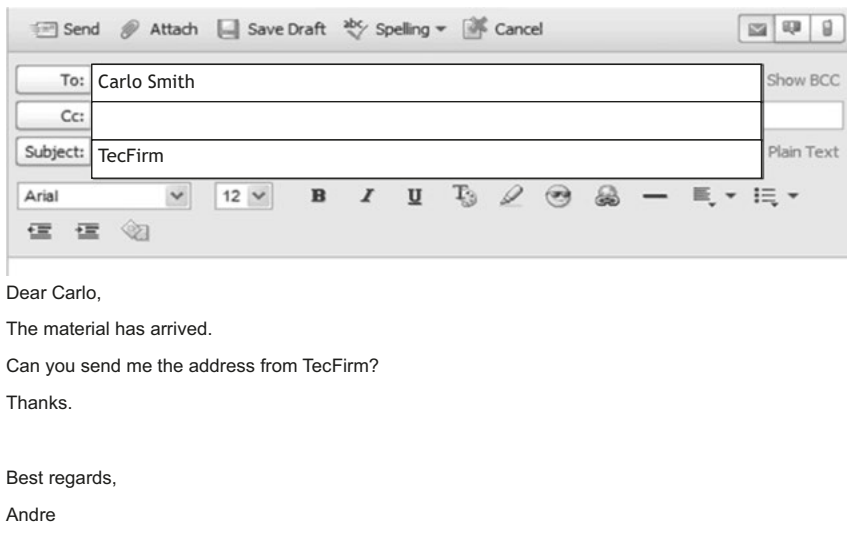 Send Attach Save Draft Spelling Cancel
To: Carlo Smith Show BCC
Cc:
Subject: TecFirm Plain Text
Arial 12 B I U T
Dear Carlo,
The material has arrived.
Can you send me the address from TecFirm?
Thanks.
Best regards,
Andre